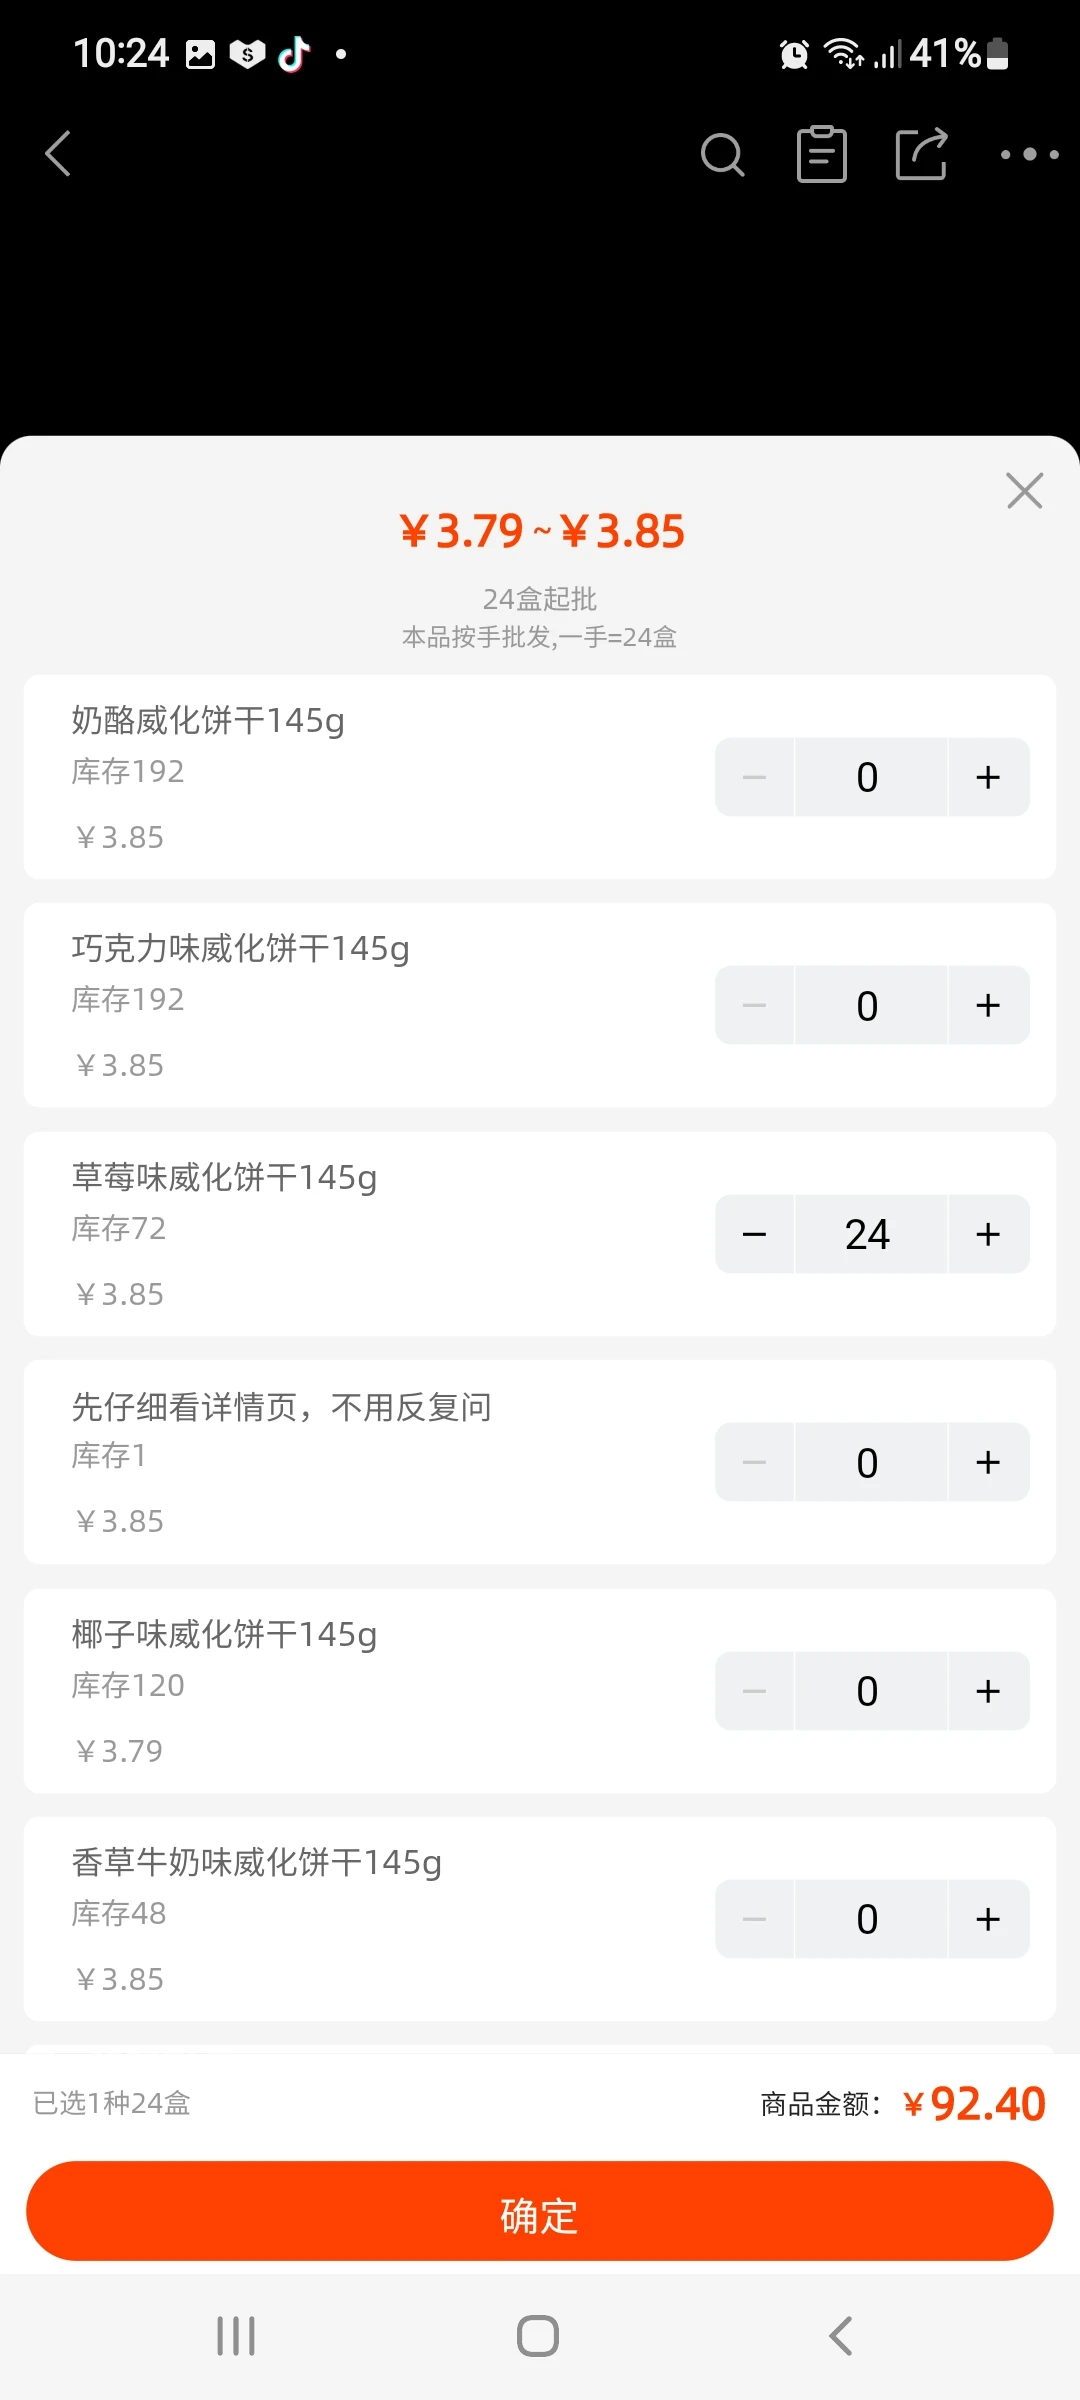 10:24
41%
¥3.79~¥3.85
24盒起批
本品按手批发,一手=24盒
奶酪威化饼干145g
库存192
¥3.85
0
巧克力味威化饼干145g
库存192
¥3.85
0
草莓味威化饼干145g
库存72
¥3.85
24
先仔细看详情页，不用反复问
库存1
¥3.85
0
椰子味威化饼干145g
库存120
¥3.79
0
香草牛奶味威化饼干145g
库存48
¥3.85
0
已选1种24盒
商品金额：¥92.40
确定